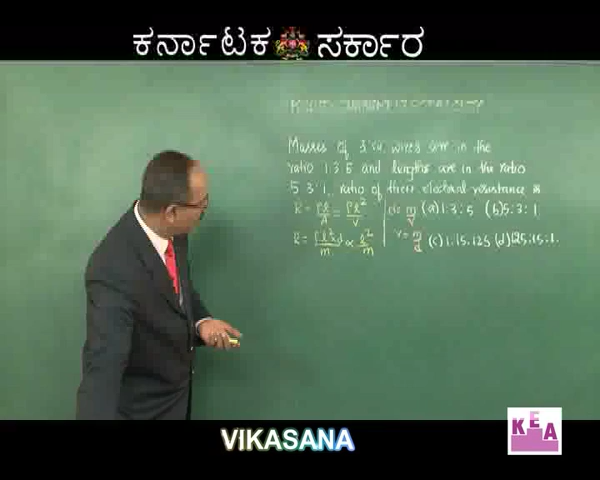 ಕರ್ನಾಟಕ ಸರ್ಕಾರ
Masses of 3 cu wires are in the
ratio 1:3:5 and lengths are in the ratio
5:3:1, ratio of their electrical resistance is
R = ρl/A = ρl²/V d = m/V (a) 1:3:5 (b) 5:3:1
R = ρl²d/m ∝ l²/m V = m/d (c) 1:15:125 (d) 125:15:1.
VIKASANA
KEA